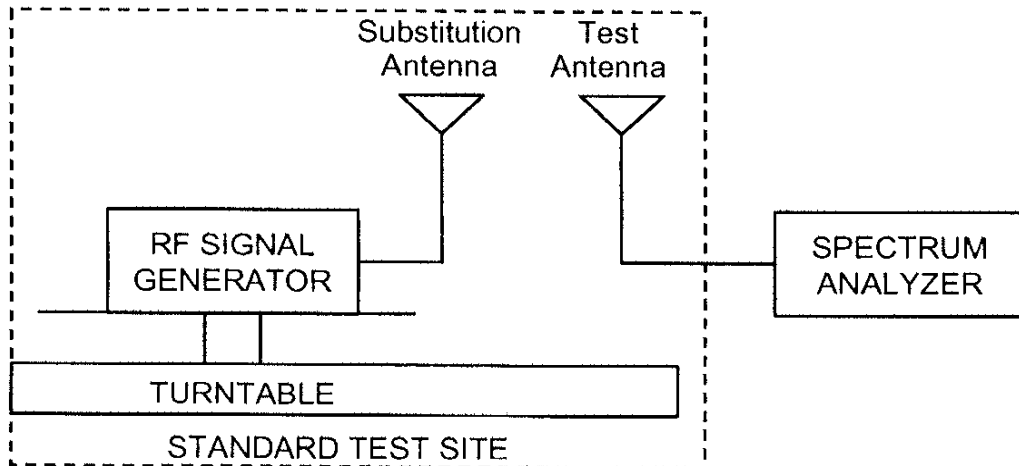 Substitution
Antenna
Test
Antenna
RF SIGNAL
GENERATOR
SPECTRUM
ANALYZER
TURNTABLE
STANDARD TEST SITE